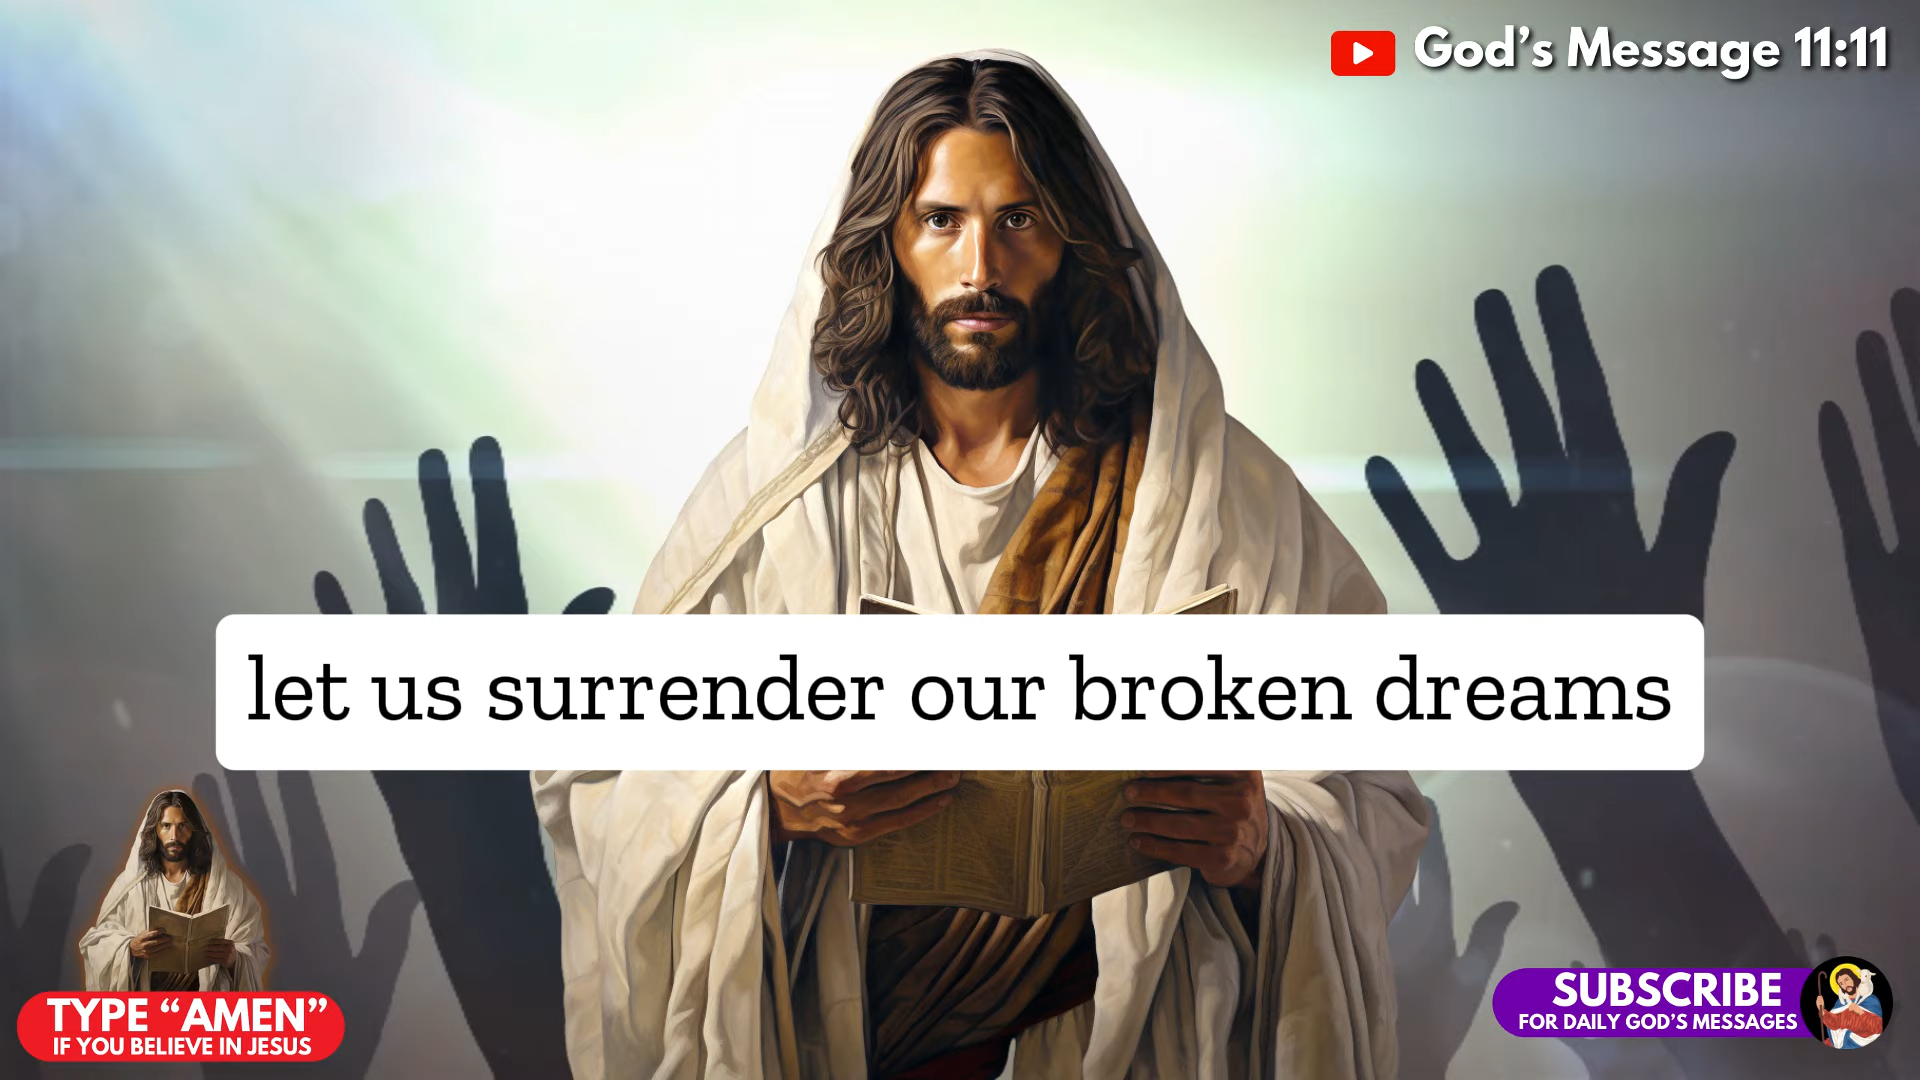 God's Message 11:11
let us surrender our broken dreams
TYPE “AMEN”
IF YOU BELIEVE IN JESUS
SUBSCRIBE
FOR DAILY GOD'S MESSAGES